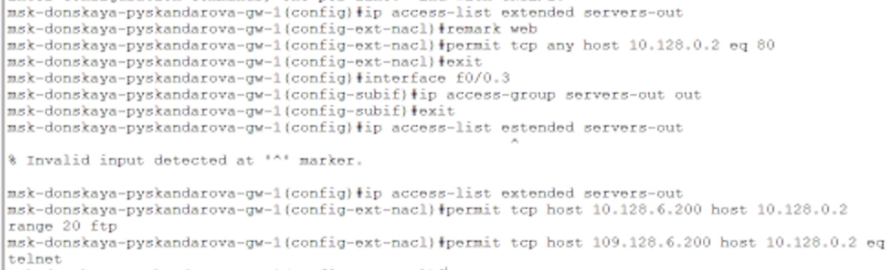 msk-donskaya-pyskandarova-gw-1(config)#ip access-list extended servers-out
msk-donskaya-pyskandarova-gw-1(config-ext-nacl)#remark web
msk-donskaya-pyskandarova-gw-1(config-ext-nacl)#permit tcp any host 10.128.0.2 eq 80
msk-donskaya-pyskandarova-gw-1(config-ext-nacl)#exit
msk-donskaya-pyskandarova-gw-1(config)#interface f0/0.3
msk-donskaya-pyskandarova-gw-1(config-subif)#ip access-group servers-out out
msk-donskaya-pyskandarova-gw-1(config-subif)#exit
msk-donskaya-pyskandarova-gw-1(config)#ip access-list estended servers-out
^
% Invalid input detected at '^' marker.
msk-donskaya-pyskandarova-gw-1(config)#ip access-list extended servers-out
msk-donskaya-pyskandarova-gw-1(config-ext-nacl)#permit tcp host 10.128.6.200 host 10.128.0.2
range 20 ftp
msk-donskaya-pyskandarova-gw-1(config-ext-nacl)#permit tcp host 109.128.6.200 host 10.128.0.2 eq
telnet